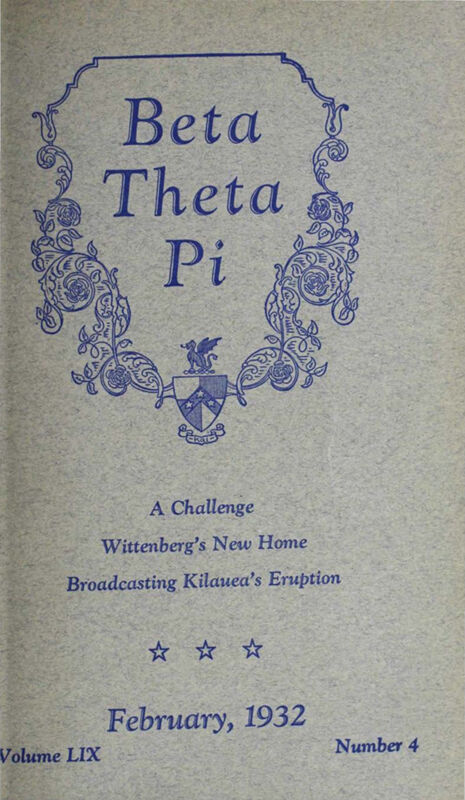 Beta
Theta
Pi
A Challenge
Wittenberg's New Home
Broadcasting Kilauea's Eruption
February, 1932
Volume LIX
Number 4